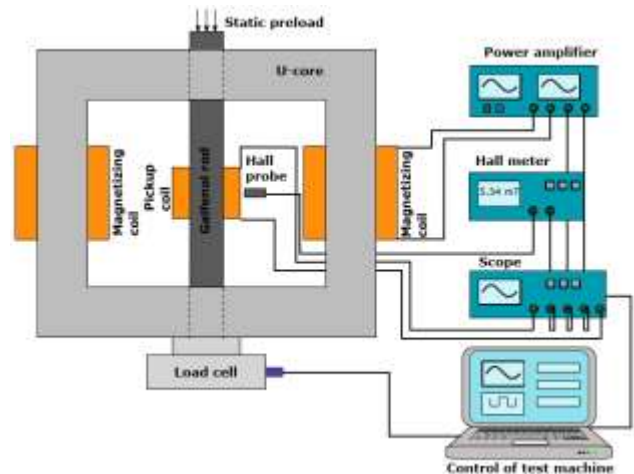 Static preload
U-core
Power amplifier
Magnetizing
coil
Pickup
coil
Galfenal rod
Hall
probe
Magnetizing
coil
Hall meter
5.34 mT
Scope
Load cell
Control of test machine